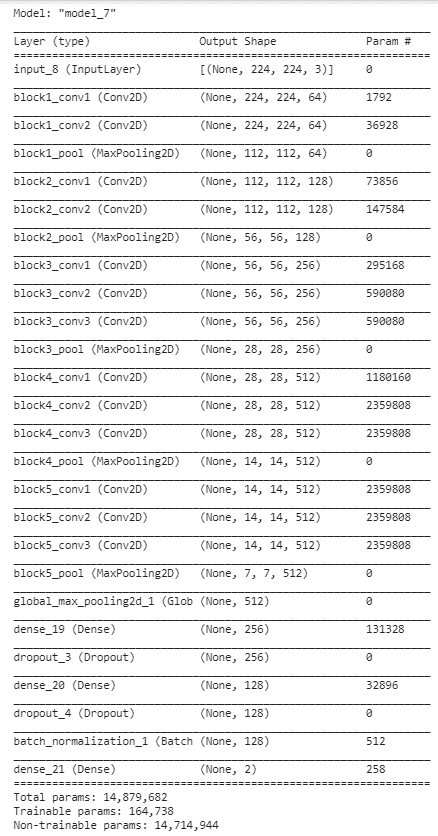 Model: "model_7"
Layer (type) Output Shape Param #
input_8 (InputLayer) [(None, 224, 224, 3)] 0
block1_conv1 (Conv2D) (None, 224, 224, 64) 1792
block1_conv2 (Conv2D) (None, 224, 224, 64) 36928
block1_pool (MaxPooling2D) (None, 112, 112, 64) 0
block2_conv1 (Conv2D) (None, 112, 112, 128) 73856
block2_conv2 (Conv2D) (None, 112, 112, 128) 147584
block2_pool (MaxPooling2D) (None, 56, 56, 128) 0
block3_conv1 (Conv2D) (None, 56, 56, 256) 295168
block3_conv2 (Conv2D) (None, 56, 56, 256) 590080
block3_conv3 (Conv2D) (None, 56, 56, 256) 590080
block3_pool (MaxPooling2D) (None, 28, 28, 256) 0
block4_conv1 (Conv2D) (None, 28, 28, 512) 1180160
block4_conv2 (Conv2D) (None, 28, 28, 512) 2359808
block4_conv3 (Conv2D) (None, 28, 28, 512) 2359808
block4_pool (MaxPooling2D) (None, 14, 14, 512) 0
block5_conv1 (Conv2D) (None, 14, 14, 512) 2359808
block5_conv2 (Conv2D) (None, 14, 14, 512) 2359808
block5_conv3 (Conv2D) (None, 14, 14, 512) 2359808
block5_pool (MaxPooling2D) (None, 7, 7, 512) 0
global_max_pooling2d_1 (Glob (None, 512) 0
dense_19 (Dense) (None, 256) 131328
dropout_3 (Dropout) (None, 256) 0
dense_20 (Dense) (None, 128) 32896
dropout_4 (Dropout) (None, 128) 0
batch_normalization_1 (Batch (None, 128) 512
dense_21 (Dense) (None, 2) 258
Total params: 14,879,682
Trainable params: 164,738
Non-trainable params: 14,714,944